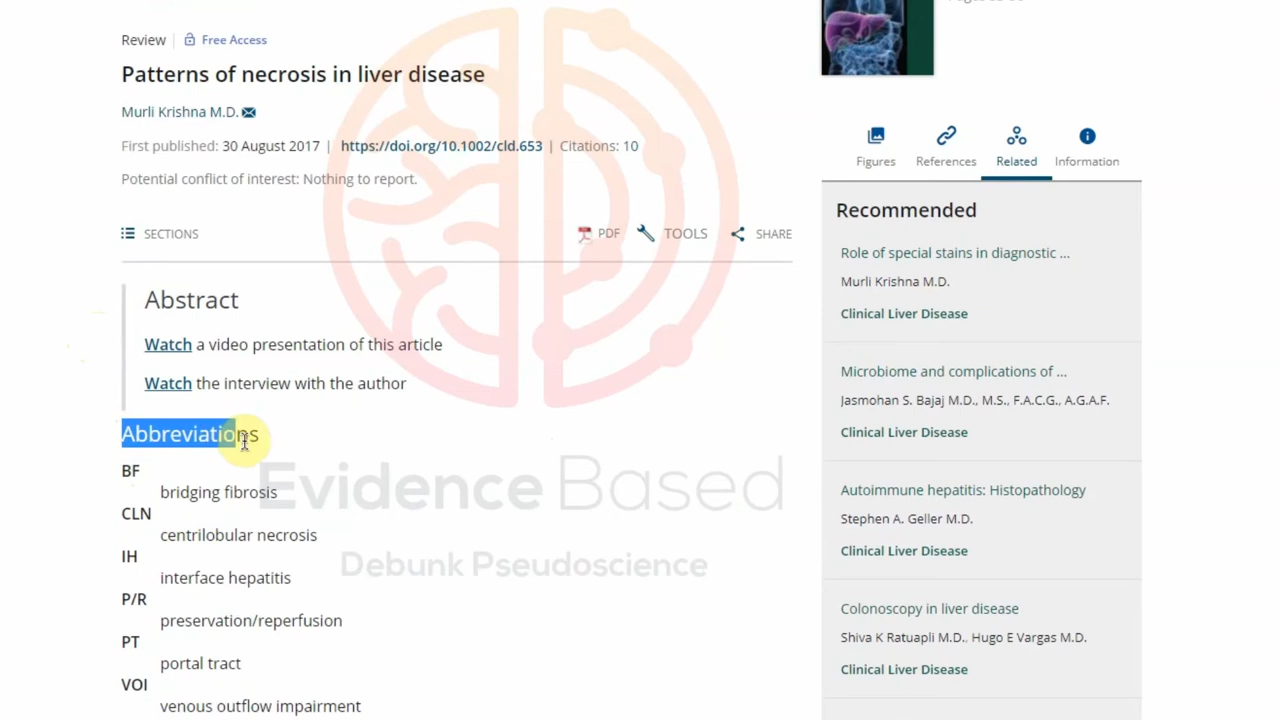 Review | Free Access
Patterns of necrosis in liver disease
Murli Krishna M.D.
First published: 30 August 2017 | https://doi.org/10.1002/cld.653 | Citations: 10
Potential conflict of interest: Nothing to report.
SECTIONS
PDF TOOLS SHARE
Abstract
Watch a video presentation of this article
Watch the interview with the author
Abbreviations
BF
bridging fibrosis
CLN
centrilobular necrosis
IH
interface hepatitis
P/R
preservation/reperfusion
PT
portal tract
VOI
venous outflow impairment
Evidence Based
Debunk Pseudoscience
Figures References Related Information
Recommended
Role of special stains in diagnostic ...
Murli Krishna M.D.
Clinical Liver Disease
Microbiome and complications of ...
Jasmohan S. Bajaj M.D., M.S., F.A.C.G., A.G.A.F.
Clinical Liver Disease
Autoimmune hepatitis: Histopathology
Stephen A. Geller M.D.
Clinical Liver Disease
Colonoscopy in liver disease
Shiva K Ratuapli M.D., Hugo E Vargas M.D.
Clinical Liver Disease